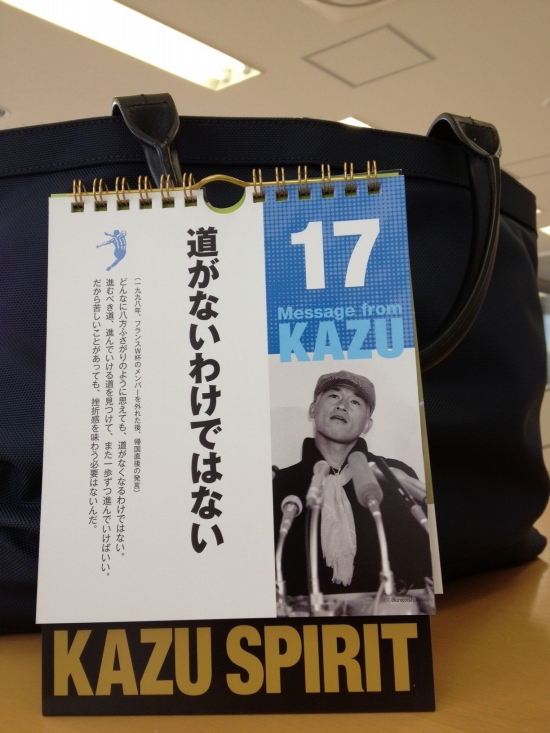 道がないわけではない
（一九九八年、フランスW杯のメンバーを外れた後、帰国直後の発言）
どんなに八方ふさがりのように思えても、道がなくなるわけではない。
進むべき道、進んでいける道を見つけて、また一歩ずつ進んでいけばいい。
だから苦しいことがあっても、挫折感を味わう必要はないんだ。
17
Message from
KAZU
KAZU SPIRIT